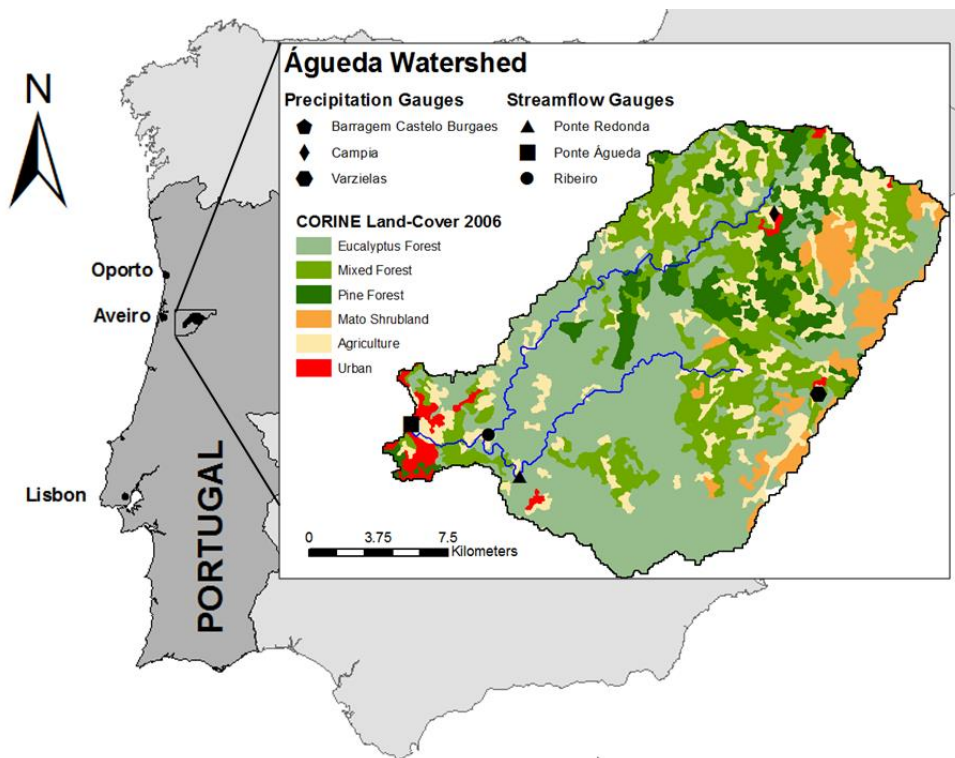 N
Oporto
Aveiro
Lisbon
PORTUGAL
Águeda Watershed
Precipitation Gauges
Barragem Castelo Burgaes
Campia
Varzielas
Streamflow Gauges
Ponte Redonda
Ponte Àgueda
Ribeiro
CORINE Land-Cover 2006
Eucalyptus Forest
Mixed Forest
Pine Forest
Mato Shrubland
Agriculture
Urban
0 3.75 7.5
Kilometers